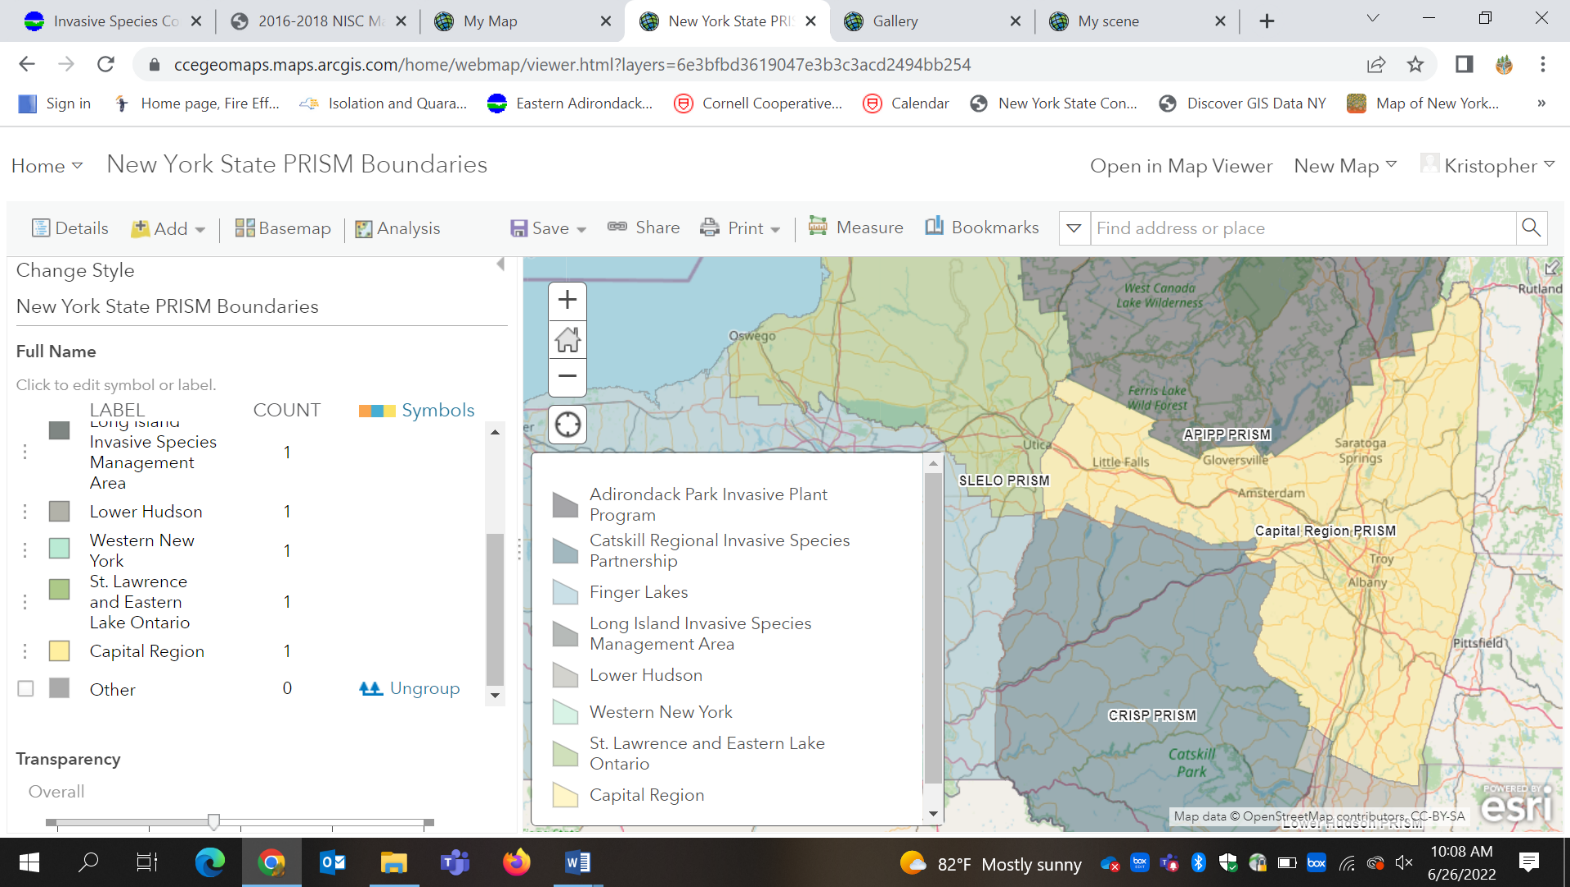 Invasive Species Co
2016-2018 NISC Ma
My Map
New York State PRIS
Gallery
My scene
ccegeomaps.maps.arcgis.com/home/webmap/viewer.html?layers=6e3bfbd3619047e3b3c3acd2494bb254
Sign in
Home page, Fire Eff...
Isolation and Quara...
Eastern Adirondack...
Cornell Cooperative...
Calendar
New York State Con...
Discover GIS Data NY
Map of New York...
»
Home
New York State PRISM Boundaries
Open in Map Viewer
New Map
Kristopher
Details
Add
Basemap
Analysis
Save
Share
Print
Measure
Bookmarks
Find address or place
Change Style
New York State PRISM Boundaries
Full Name
Click to edit symbol or label.
LABEL
COUNT
Symbols
Long Island
Invasive Species
Management
Area
1
Lower Hudson
1
Western New
York
1
St. Lawrence
and Eastern
Lake Ontario
1
Capital Region
1
Other
0
Ungroup
Transparency
Overall
Adirondack Park Invasive Plant
Program
Catskill Regional Invasive Species
Partnership
Finger Lakes
Long Island Invasive Species
Management Area
Lower Hudson
Western New York
St. Lawrence and Eastern Lake
Ontario
Capital Region
West Canada
Lake Wilderness
Rutland
Oswego
Ferris Lake
Wild Forest
APIPP PRISM
Utica
Little Falls
Gloversville
Saratoga
Springs
SLELO PRISM
Amsterdam
Capital Region PRISM
Troy
Albany
Pittsfield
CRISP PRISM
Catskill
Park
POWERED BY
esri
Map data © OpenStreetMap contributors, CC-BY-SA
Lower Hudson PRISM
82°F Mostly sunny
10:08 AM
6/26/2022